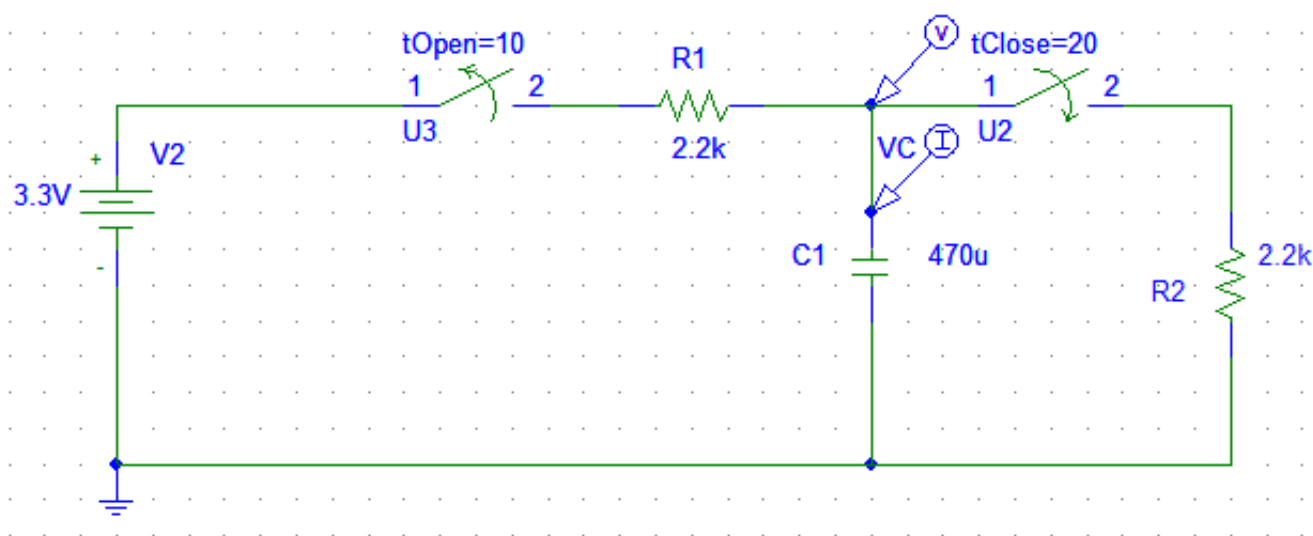 tOpen=10
V
tClose=20
R1
1
2
1
2
U3
2.2k
VC
I
U2
+
V2
3.3V
-
C1
470u
2.2k
R2